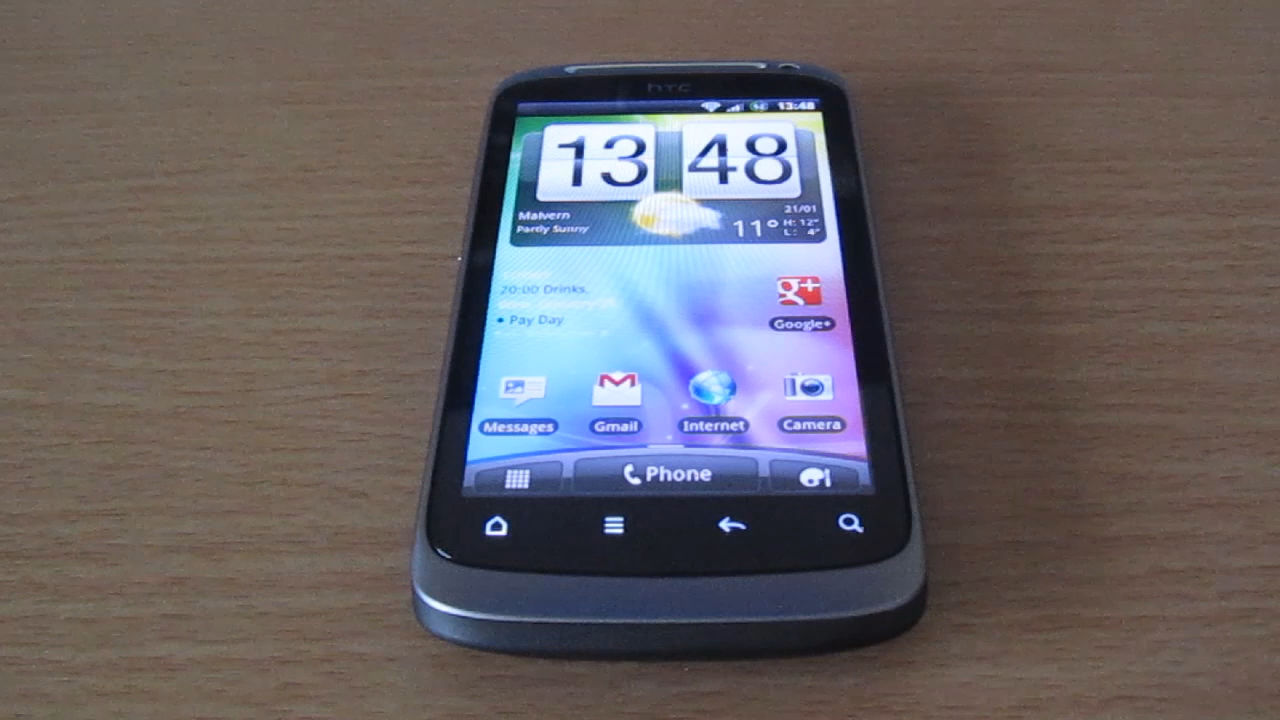 hTC
13:48
13 48
Malvern
Partly Sunny
21/01
11° H: 12°
L: 4°
20:00 Drinks.
• Pay Day
g+
Google+
Messages Gmail Internet Camera
Phone